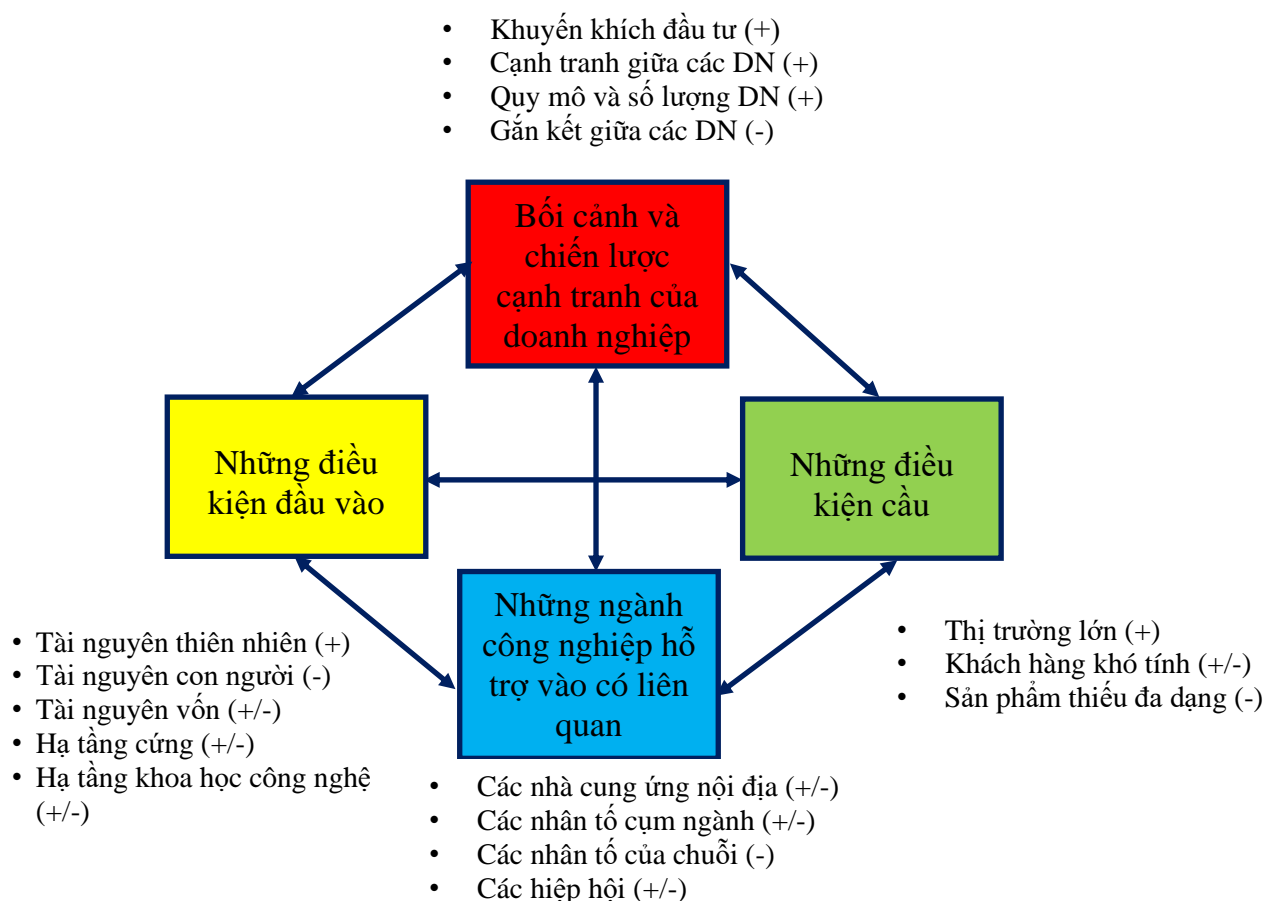 • Khuyến khích đầu tư (+)
• Cạnh tranh giữa các DN (+)
• Quy mô và số lượng DN (+)
• Gắn kết giữa các DN (-)
Bối cảnh và
chiến lược
cạnh tranh của
doanh nghiệp
Những điều
kiện đầu vào
Những điều
kiện cầu
Những ngành
công nghiệp hỗ
trợ vào có liên
quan
• Tài nguyên thiên nhiên (+)
• Tài nguyên con người (-)
• Tài nguyên vốn (+/-)
• Hạ tầng cứng (+/-)
• Hạ tầng khoa học công nghệ
(+/-)
• Thị trường lớn (+)
• Khách hàng khó tính (+/-)
• Sản phẩm thiếu đa dạng (-)
• Các nhà cung ứng nội địa (+/-)
• Các nhân tố cụm ngành (+/-)
• Các nhân tố của chuỗi (-)
• Các hiệp hội (+/-)